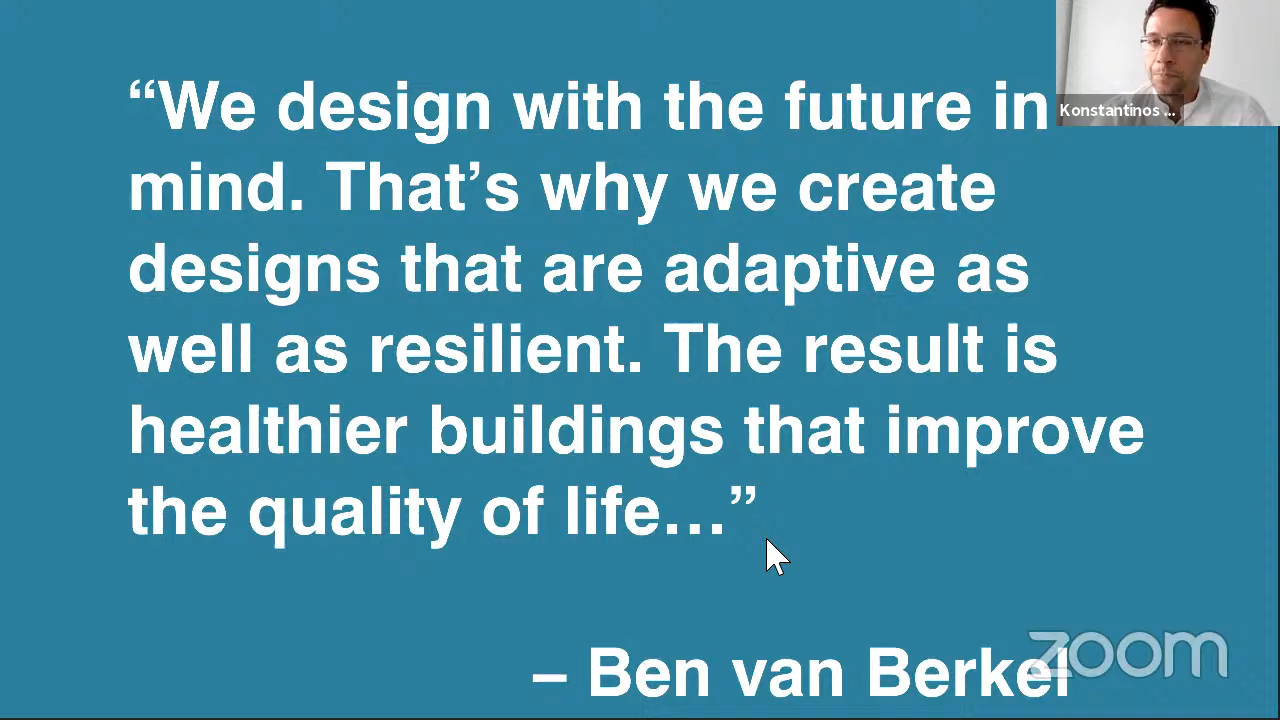 “We design with the future in
mind. That’s why we create
designs that are adaptive as
well as resilient. The result is
healthier buildings that improve
the quality of life…”
– Ben van Berkel
Konstantinos ...
zoom